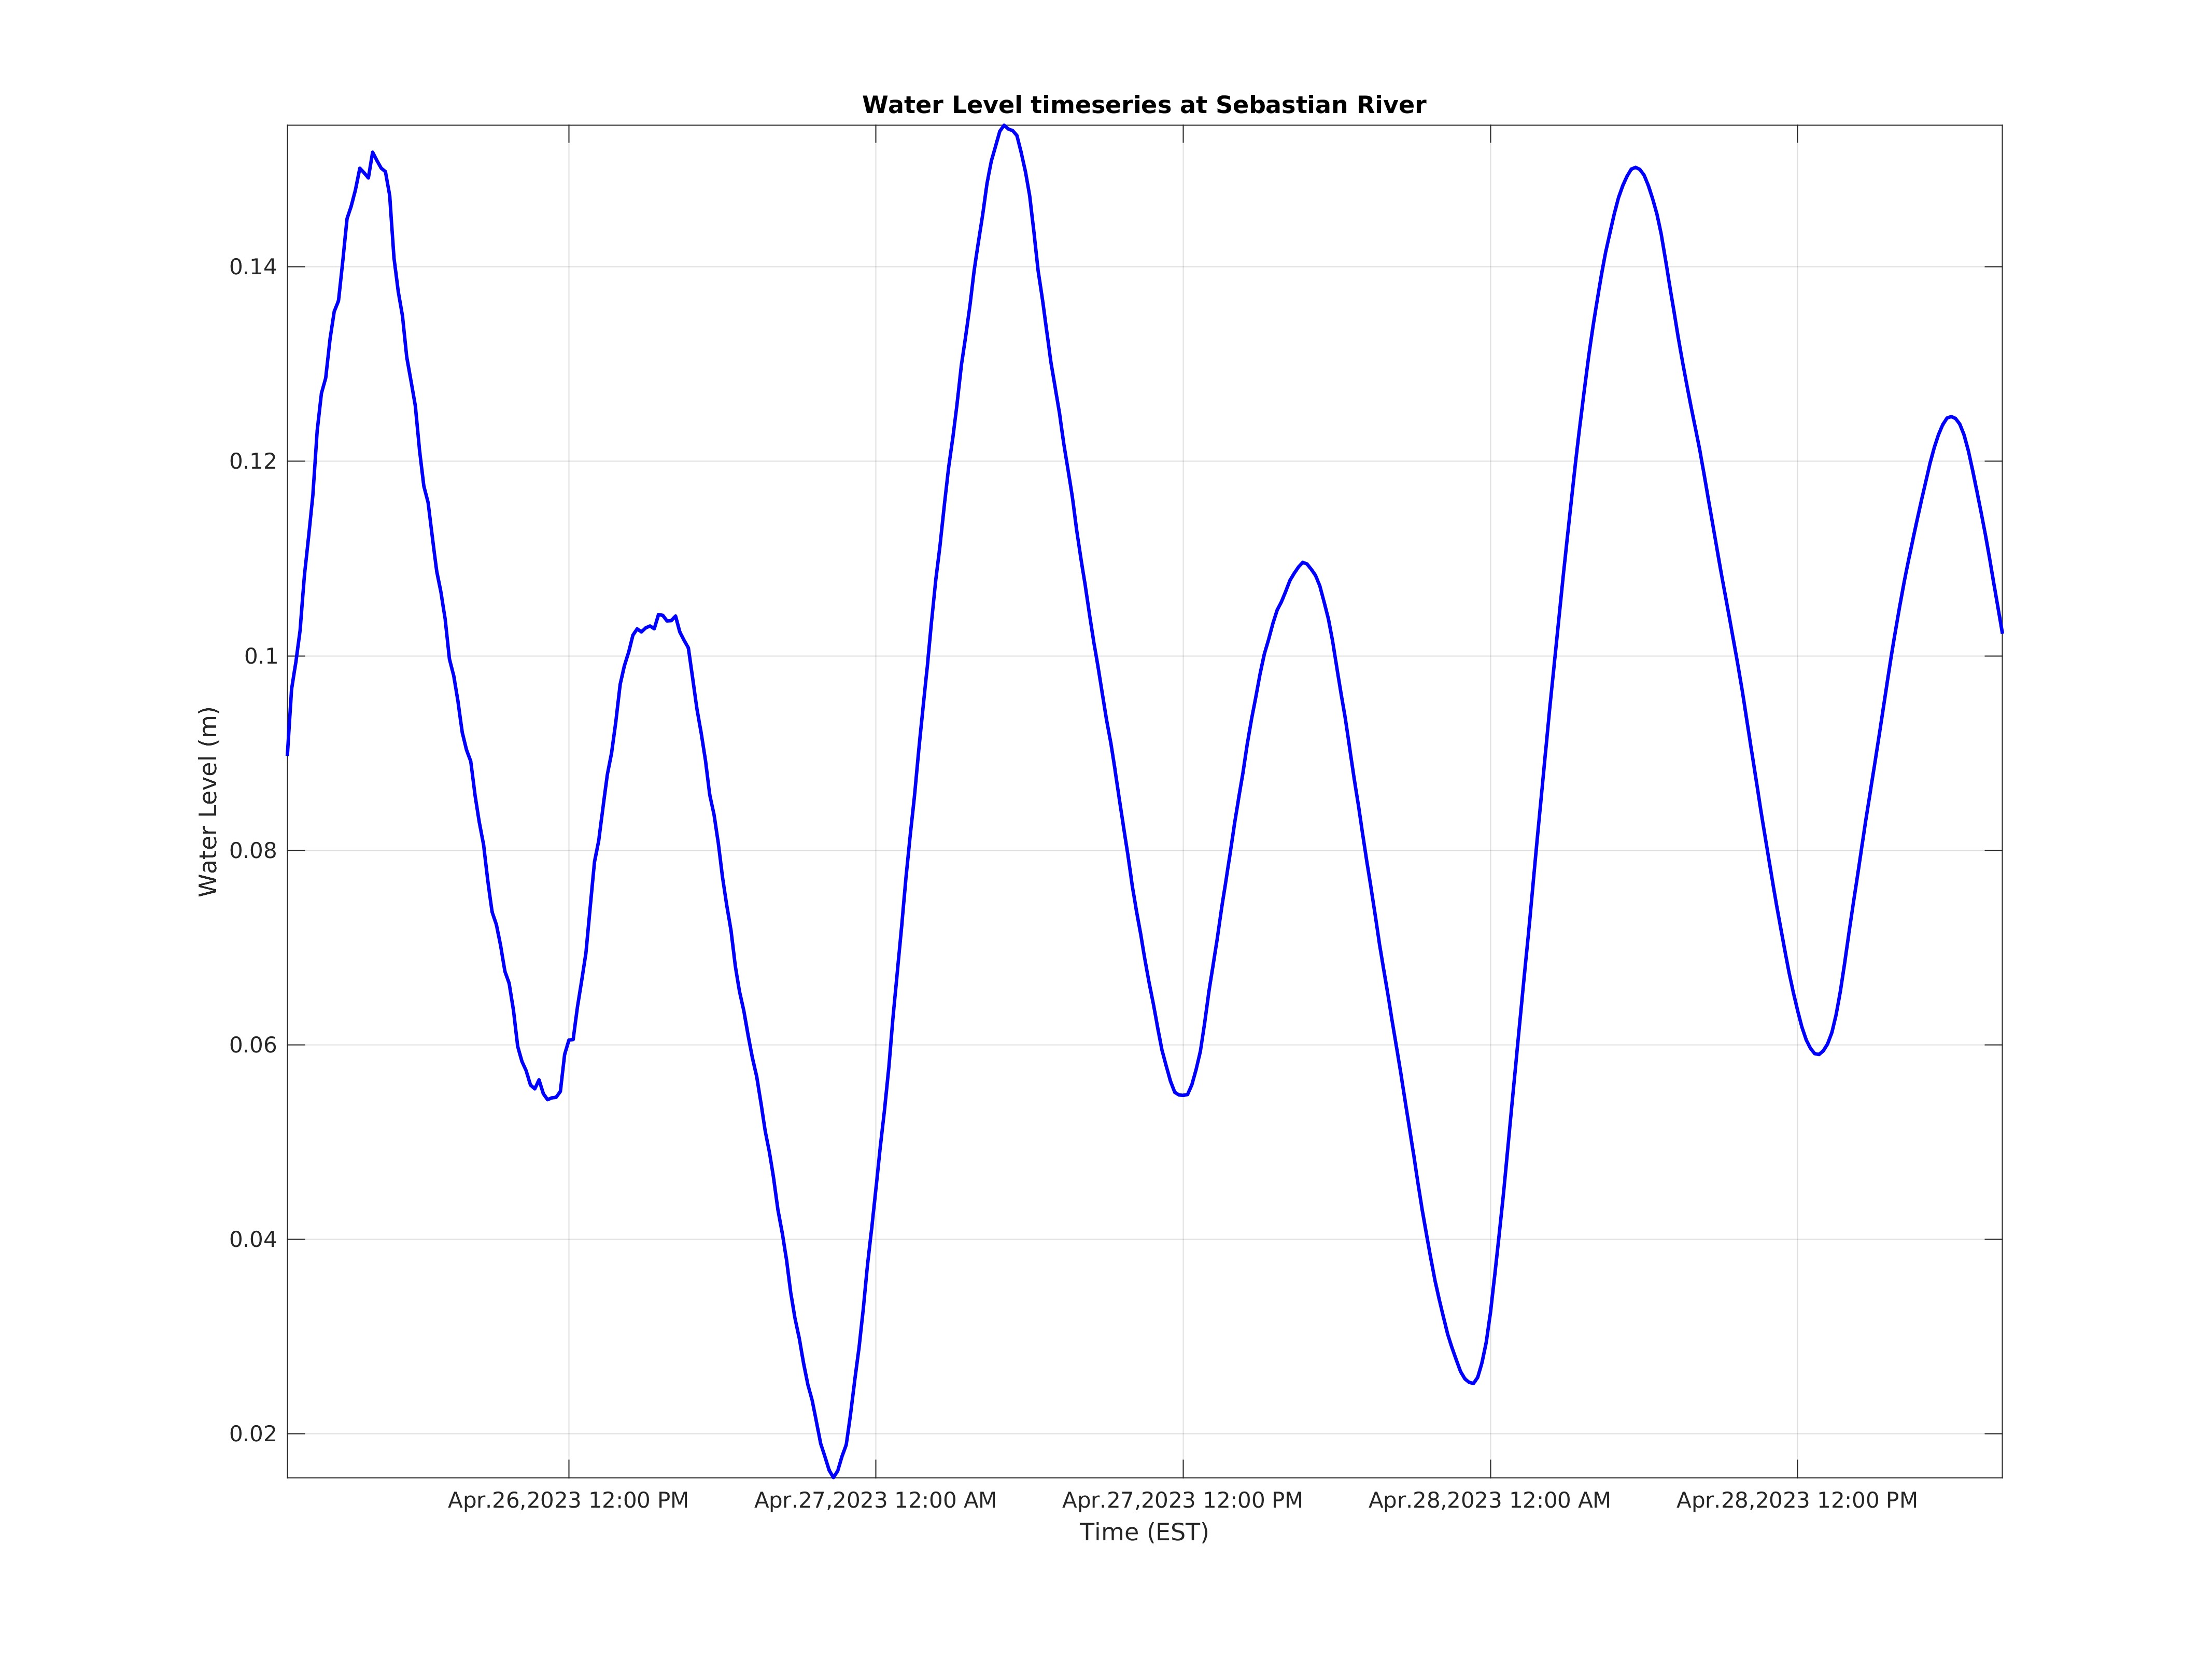 Water Level timeseries at Sebastian River
0.14
0.12
0.1
0.08
0.06
0.04
0.02
Water Level (m)
Apr.26,2023 12:00 PM
Apr.27,2023 12:00 AM
Apr.27,2023 12:00 PM
Apr.28,2023 12:00 AM
Apr.28,2023 12:00 PM
Time (EST)